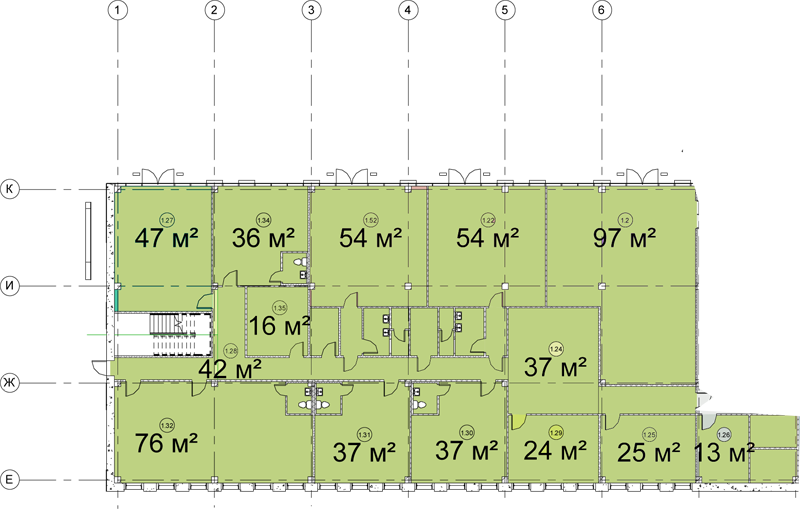 1 2 3 4 5 6
К
1.27 1.34 1.52 1.22 1.2
47 м² 36 м² 54 м² 54 м² 97 м²
И
1.35
16 м²
1.28 1.24
42 м² 37 м²
Ж
1.32 1.31 1.30 1.29 1.25 1.26
76 м² 37 м² 37 м² 24 м² 25 м² 13 м²
Е